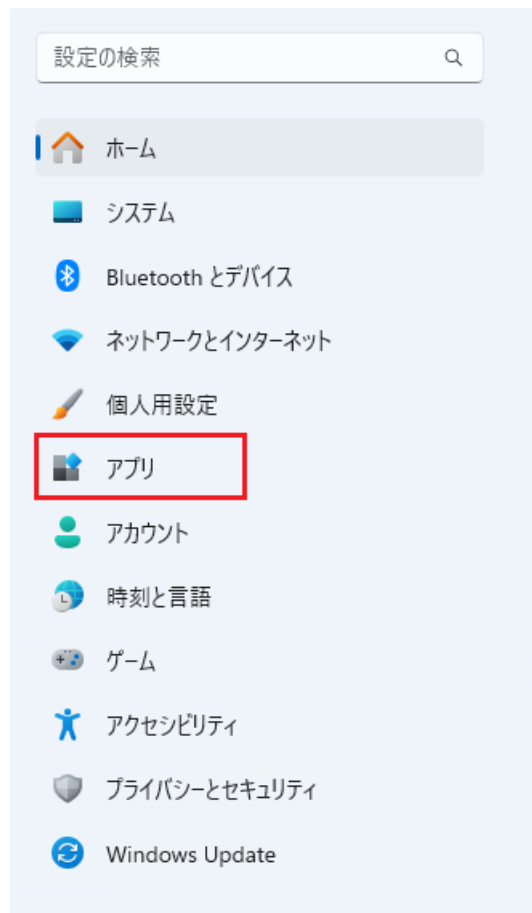 設定の検索
ホーム
システム
Bluetooth とデバイス
ネットワークとインターネット
個人用設定
アプリ
アカウント
時刻と言語
ゲーム
アクセシビリティ
プライバシーとセキュリティ
Windows Update